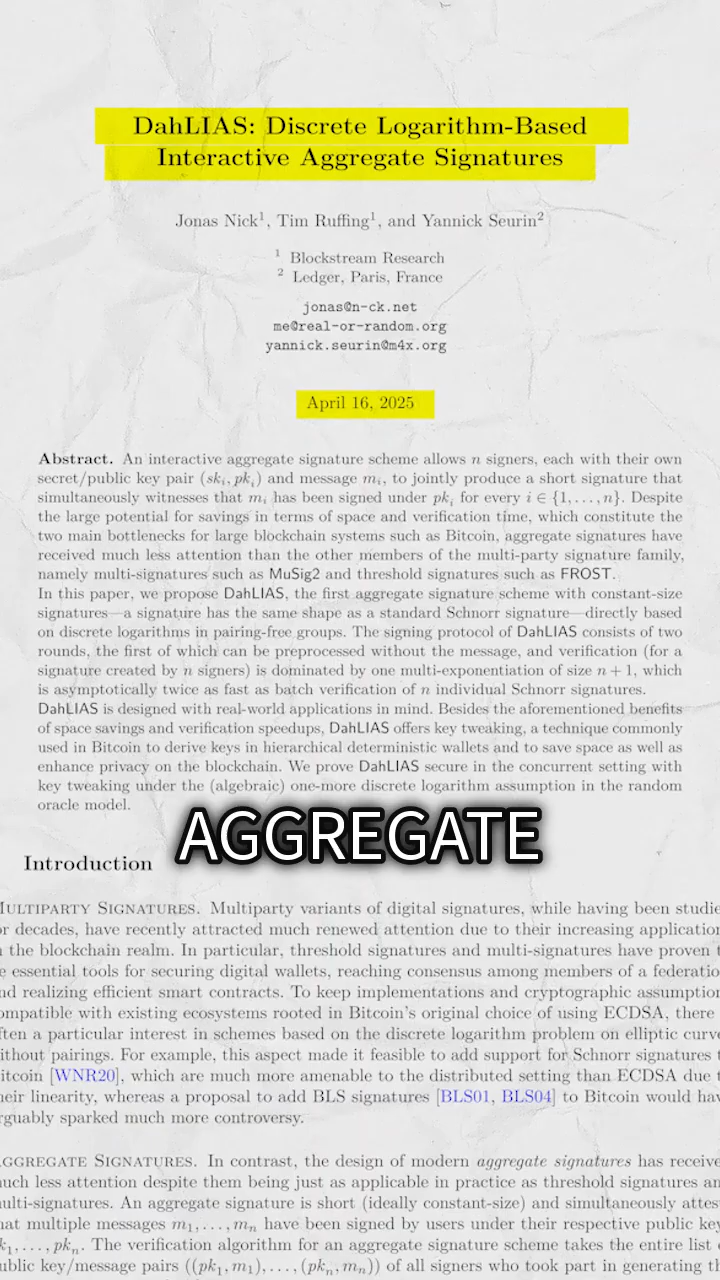 DahLIAS: Discrete Logarithm-Based
Interactive Aggregate Signatures
Jonas Nick¹, Tim Ruffing¹, and Yannick Seurin²
¹ Blockstream Research
² Ledger, Paris, France
jonas@n-ck.net
me@real-or-random.org
yannick.seurin@m4x.org
April 16, 2025
Abstract. An interactive aggregate signature scheme allows n signers, each with their own
secret/public key pair (skᵢ, pkᵢ) and message mᵢ, to jointly produce a short signature that
simultaneously witnesses that mᵢ has been signed under pkᵢ for every i ∈ {1, . . . , n}. Despite
the large potential for savings in terms of space and verification time, which constitute the
two main bottlenecks for large blockchain systems such as Bitcoin, aggregate signatures have
received much less attention than the other members of the multi-party signature family,
namely multi-signatures such as MuSig2 and threshold signatures such as FROST.
In this paper, we propose DahLIAS, the first aggregate signature scheme with constant-size
signatures—a signature has the same shape as a standard Schnorr signature—directly based
on discrete logarithms in pairing-free groups. The signing protocol of DahLIAS consists of two
rounds, the first of which can be preprocessed without the message, and verification (for a
signature created by n signers) is dominated by one multi-exponentiation of size n + 1, which
is asymptotically twice as fast as batch verification of n individual Schnorr signatures.
DahLIAS is designed with real-world applications in mind. Besides the aforementioned benefits
of space savings and verification speedups, DahLIAS offers key tweaking, a technique commonly
used in Bitcoin to derive keys in hierarchical deterministic wallets and to save space as well as
enhance privacy on the blockchain. We prove DahLIAS secure in the concurrent setting with
key tweaking under the (algebraic) one-more discrete logarithm assumption in the random
oracle model.
AGGREGATE
Introduction
MULTIPARTY SIGNATURES. Multiparty variants of digital signatures, while having been studie
or decades, have recently attracted much renewed attention due to their increasing application
the blockchain realm. In particular, threshold signatures and multi-signatures have proven t
e essential tools for securing digital wallets, reaching consensus among members of a federatio
nd realizing efficient smart contracts. To keep implementations and cryptographic assumption
ompatible with existing ecosystems rooted in Bitcoin's original choice of using ECDSA, there
ften a particular interest in schemes based on the discrete logarithm problem on elliptic curve
ithout pairings. For example, this aspect made it feasible to add support for Schnorr signatures t
itcoin [WNR20], which are much more amenable to the distributed setting than ECDSA due t
heir linearity, whereas a proposal to add BLS signatures [BLS01, BLS04] to Bitcoin would hav
rguably sparked much more controversy.
AGGREGATE SIGNATURES. In contrast, the design of modern aggregate signatures has receive
uch less attention despite them being just as applicable in practice as threshold signatures an
ulti-signatures. An aggregate signature is short (ideally constant-size) and simultaneously attes
hat multiple messages m₁, . . . , mₙ have been signed by users under their respective public key
k₁, . . . , pkₙ. The verification algorithm for an aggregate signature scheme takes the entire list o
ublic key/message pairs ((pk₁, m₁), . . . , (pkₙ, mₙ)) of all signers who took part in generating th